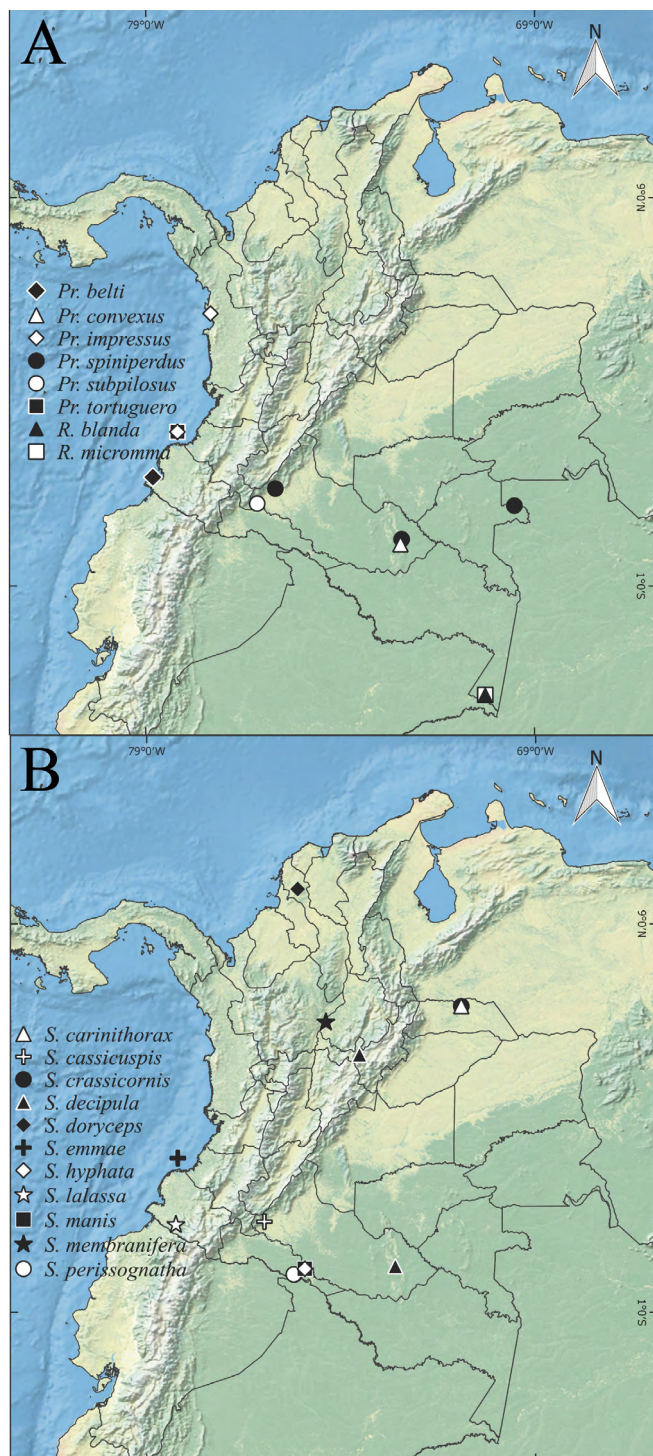 A
79°0'W
69°0'W
N
9°0'N
Pr. belti
Pr. convexus
Pr. impressus
Pr. spiniperdus
Pr. subpilosus
Pr. tortuguero
R. blanda
R. micromma
1°0'S
B
79°0'W
69°0'W
N
9°0'N
S. carinithorax
S. cassicuspis
S. crassicornis
S. decipula
S. doryceps
S. emmae
S. hyphata
S. lalassa
S. manis
S. membranifera
S. perissognatha
1°0'S